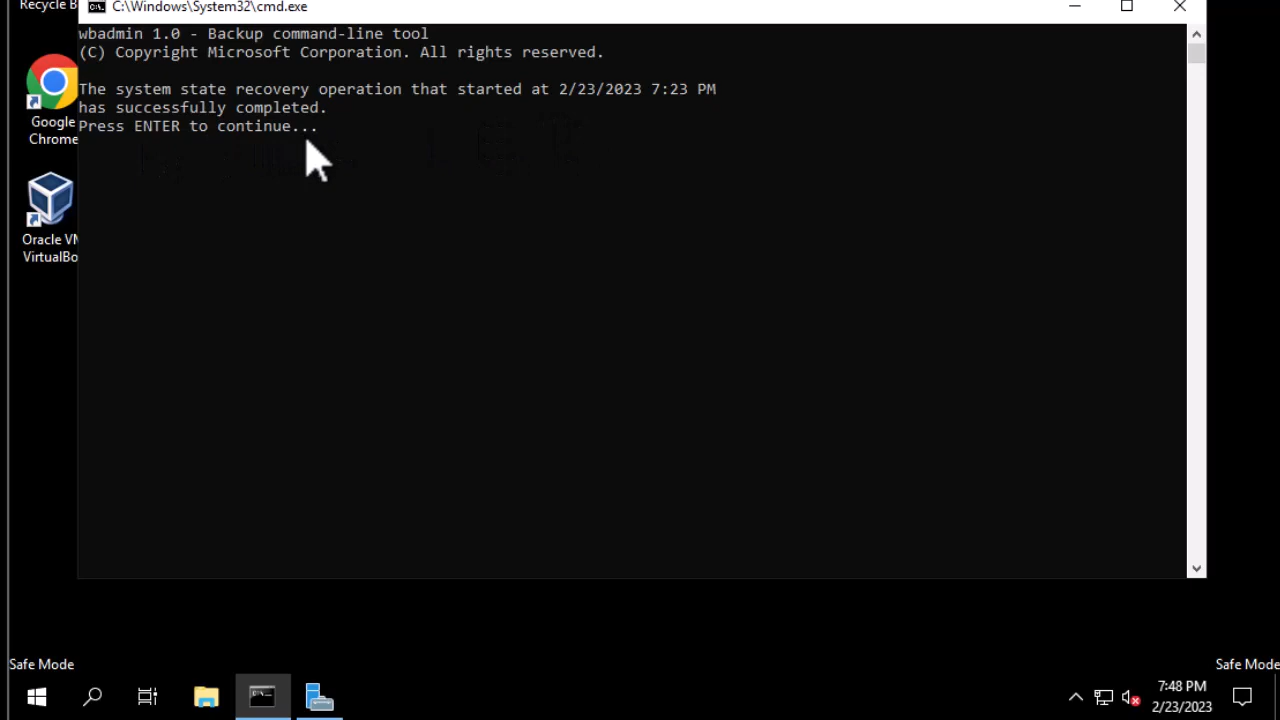 Recycle B
C:\Windows\System32\cmd.exe
wbadmin 1.0 - Backup command-line tool
(C) Copyright Microsoft Corporation. All rights reserved.
The system state recovery operation that started at 2/23/2023 7:23 PM
has successfully completed.
Press ENTER to continue...
Google
Chrome
Oracle VM
VirtualBo
Safe Mode
Safe Mode
7:48 PM
2/23/2023